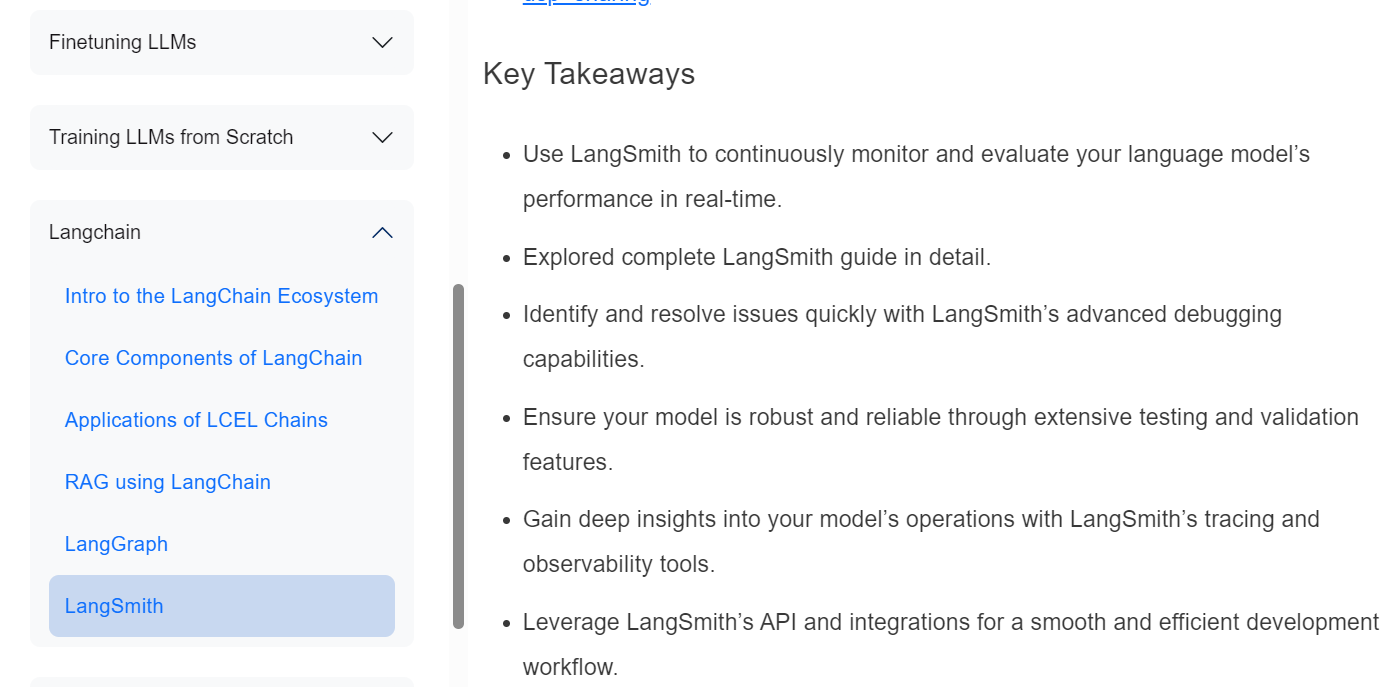 Finetuning LLMs
Training LLMs from Scratch
Langchain
Intro to the LangChain Ecosystem
Core Components of LangChain
Applications of LCEL Chains
RAG using LangChain
LangGraph
LangSmith
Key Takeaways
Use LangSmith to continuously monitor and evaluate your language model’s
performance in real-time.
Explored complete LangSmith guide in detail.
Identify and resolve issues quickly with LangSmith’s advanced debugging
capabilities.
Ensure your model is robust and reliable through extensive testing and validation
features.
Gain deep insights into your model’s operations with LangSmith’s tracing and
observability tools.
Leverage LangSmith’s API and integrations for a smooth and efficient development
workflow.